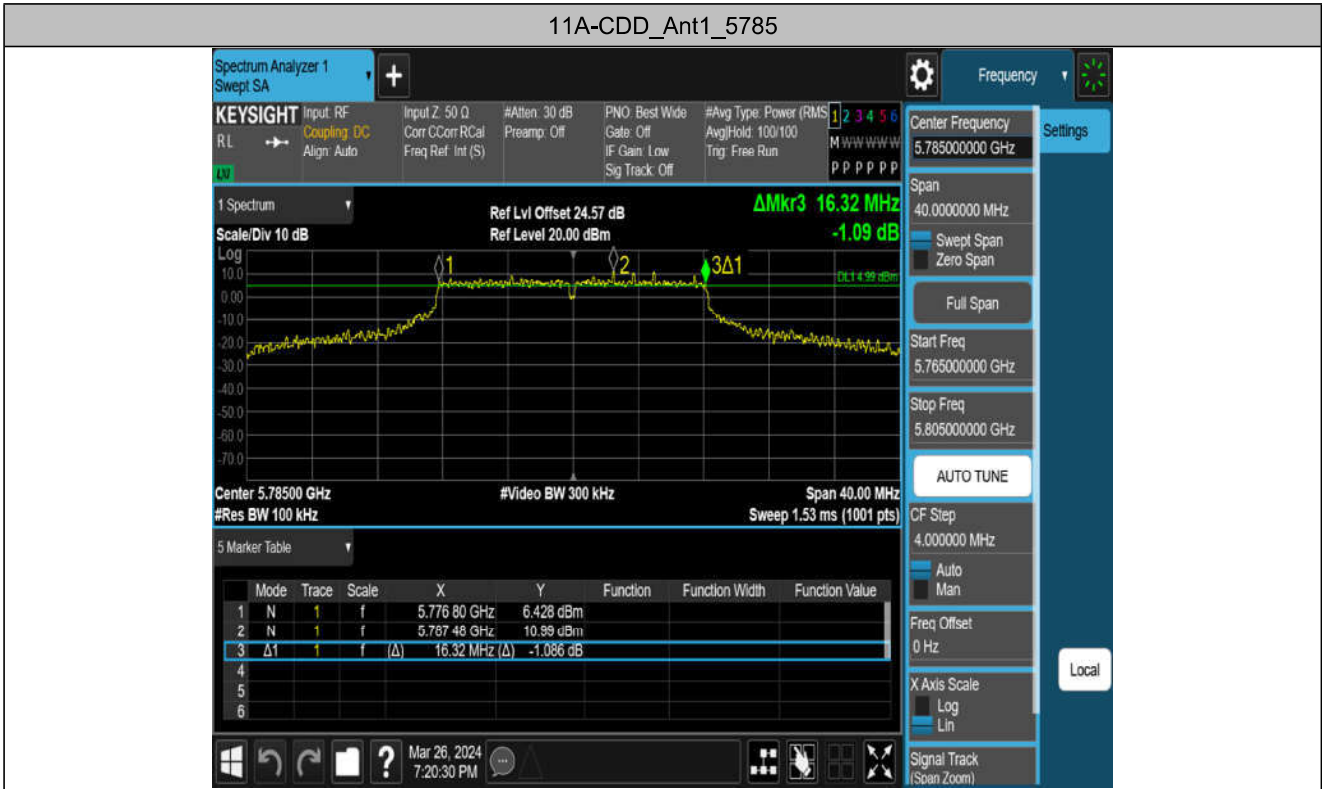 11A-CDD_Ant1_5785
Spectrum Analyzer 1
Swept SA
+
Frequency
KEYSIGHT
RL
LXI
Input: RF
Coupling: DC
Align: Auto
Input Z: 50 Ω
Corr CCorr RCal
Freq Ref: Int (S)
#Atten: 30 dB
Preamp: Off
PNO: Best Wide
Gate: Off
IF Gain: Low
Sig Track: Off
#Avg Type: Power (RMS
Avg|Hold: 100/100
Trig: Free Run
1 2 3 4 5 6
M W W W W W
P P P P P P
1 Spectrum
Scale/Div 10 dB
Ref Lvl Offset 24.57 dB
Ref Level 20.00 dBm
ΔMkr3 16.32 MHz
-1.09 dB
Log
10.0
0.00
-10.0
-20.0
-30.0
-40.0
-50.0
-60.0
-70.0
1
2
3Δ1
DL1 4.99 dBm
Center 5.78500 GHz
#Res BW 100 kHz
#Video BW 300 kHz
Span 40.00 MHz
Sweep 1.53 ms (1001 pts)
5 Marker Table
Mode Trace Scale X Y Function Function Width Function Value
1 N 1 f 5.776 80 GHz 6.428 dBm
2 N 1 f 5.787 48 GHz 10.99 dBm
3 Δ1 1 f (Δ) 16.32 MHz (Δ) -1.086 dB
4
5
6
Mar 26, 2024
7:20:30 PM
?
Center Frequency
5.785000000 GHz
Settings
Span
40.0000000 MHz
Swept Span
Zero Span
Full Span
Start Freq
5.765000000 GHz
Stop Freq
5.805000000 GHz
AUTO TUNE
CF Step
4.000000 MHz
Auto
Man
Freq Offset
0 Hz
Local
X Axis Scale
Log
Lin
Signal Track
(Span Zoom)